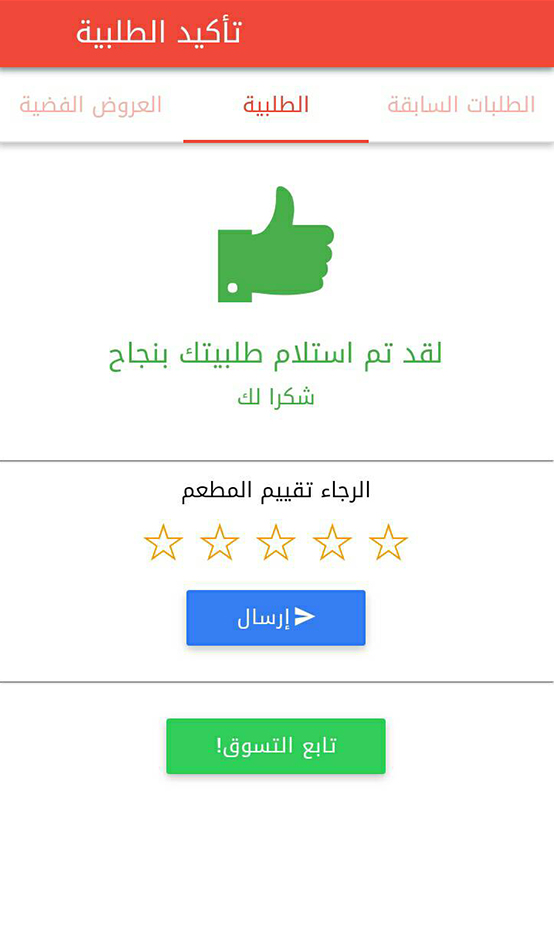 تأكيد الطلبية
الطلبات السابقة
الطلبية
العروض الفضية
لقد تم استلام طلبيتك بنجاح
شكرا لك
الرجاء تقييم المطعم
إرسال
تابع التسوق!